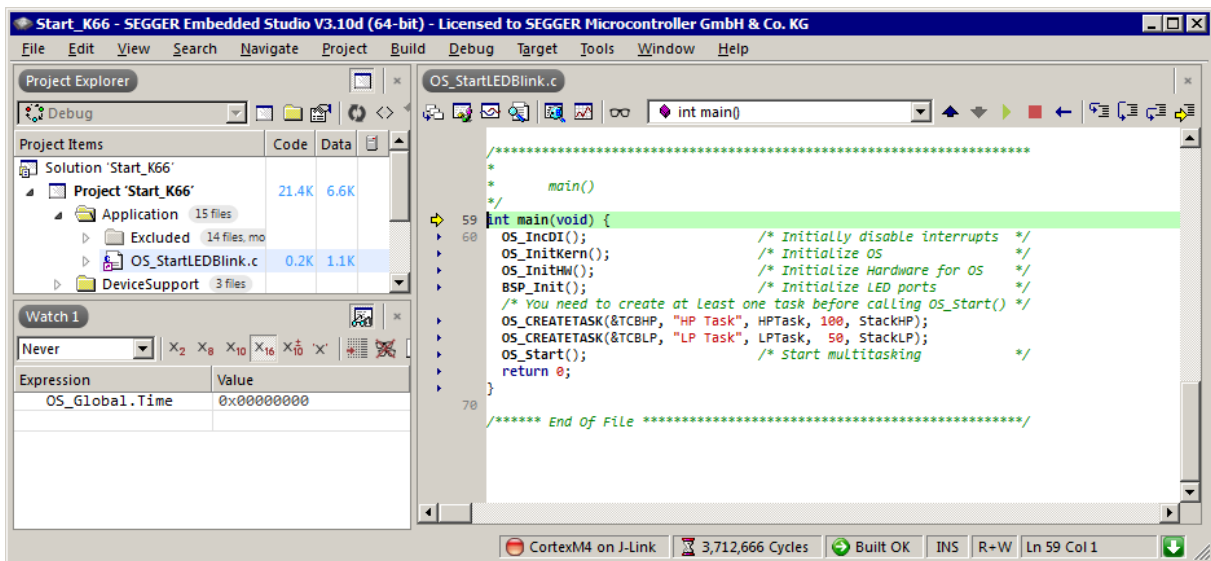 Start_K66 - SEGGER Embedded Studio V3.10d (64-bit) - Licensed to SEGGER Microcontroller GmbH & Co. KG
File Edit View Search Navigate Project Build Debug Target Tools Window Help
Project Explorer
Debug
Project Items Code Data
Solution 'Start_K66'
Project 'Start_K66' 21.4K 6.6K
Application 15 files
Excluded 14 files, mo
OS_StartLEDBlink.c 0.2K 1.1K
DeviceSupport 3 files
Watch 1
Never x2 x8 x10 x16 x±10 'x'
Expression Value
OS_Global.Time 0x00000000
OS_StartLEDBlink.c
int main()
/*********************************************************************
*
* main()
*/
59 int main(void) {
60 OS_IncDI(); /* Initially disable interrupts */
OS_InitKern(); /* Initialize OS */
OS_InitHW(); /* Initialize Hardware for OS */
BSP_Init(); /* Initialize LED ports */
/* You need to create at least one task before calling OS_Start() */
OS_CREATETASK(&TCBHP, "HP Task", HPTask, 100, StackHP);
OS_CREATETASK(&TCBLP, "LP Task", LPTask, 50, StackLP);
OS_Start(); /* Start multitasking */
return 0;
}
70
/****** End Of File *************************************************/
CortexM4 on J-Link 3,712,666 Cycles Built OK INS R+W Ln 59 Col 1